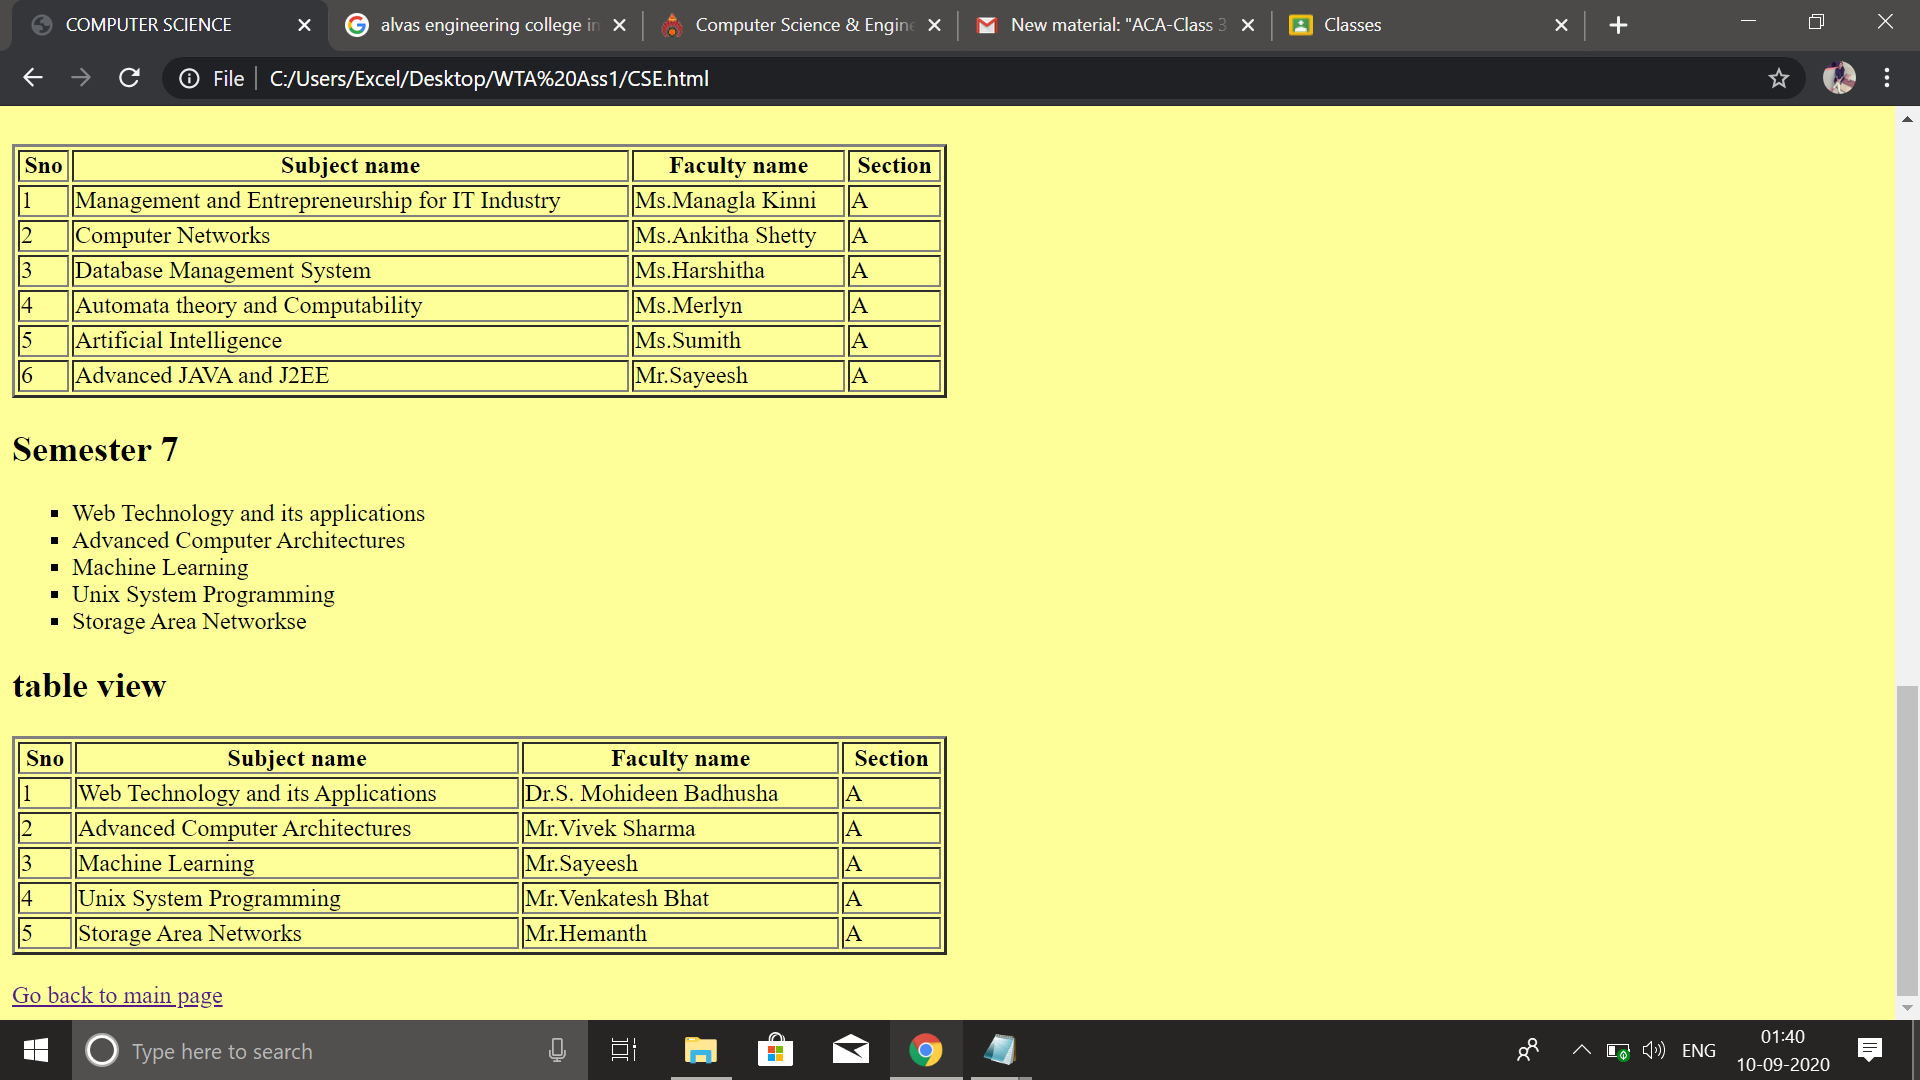 COMPUTER SCIENCE
alvas engineering college in
Computer Science & Engine
New material: "ACA-Class 3
Classes
File C:/Users/Excel/Desktop/WTA%20Ass1/CSE.html
Sno Subject name Faculty name Section
1 Management and Entrepreneurship for IT Industry Ms.Managla Kinni A
2 Computer Networks Ms.Ankitha Shetty A
3 Database Management System Ms.Harshitha A
4 Automata theory and Computability Ms.Merlyn A
5 Artificial Intelligence Ms.Sumith A
6 Advanced JAVA and J2EE Mr.Sayeesh A
Semester 7
Web Technology and its applications
Advanced Computer Architectures
Machine Learning
Unix System Programming
Storage Area Networkse
table view
Sno Subject name Faculty name Section
1 Web Technology and its Applications Dr.S. Mohideen Badhusha A
2 Advanced Computer Architectures Mr.Vivek Sharma A
3 Machine Learning Mr.Sayeesh A
4 Unix System Programming Mr.Venkatesh Bhat A
5 Storage Area Networks Mr.Hemanth A
Go back to main page
Type here to search
ENG
01:40
10-09-2020